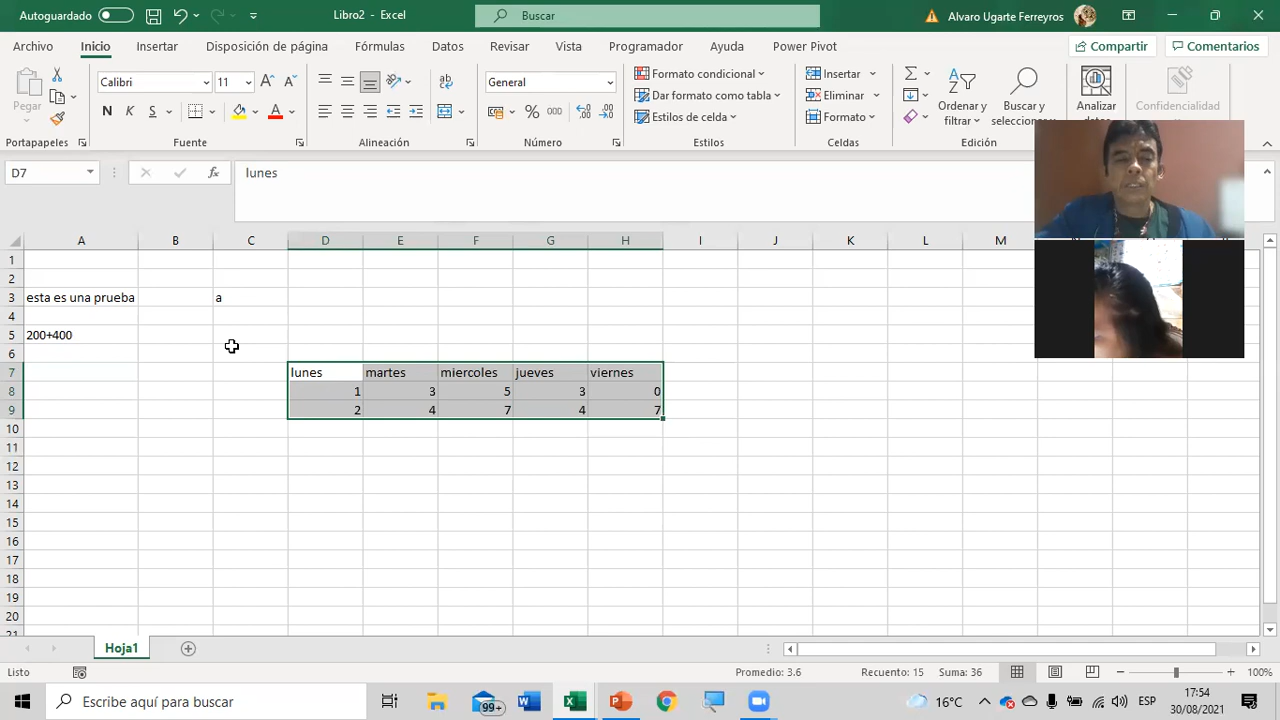 Autoguardado
Libro2 - Excel
Buscar
Alvaro Ugarte Ferreyros
Archivo Inicio Insertar Disposición de página Fórmulas Datos Revisar Vista Programador Ayuda Power Pivot
Compartir Comentarios
Pegar
Calibri 11
N K S
ab
General
% 000
Formato condicional
Dar formato como tabla
Estilos de celda
Insertar
Eliminar
Formato
Ordenar y filtrar
Buscar y
Analizar
Confidencialidad
Portapapeles Fuente Alineación Número Estilos Celdas Edición Confidencialidad
D7 fx lunes
A B C D E F G H I J K L M
1
2
3 esta es una prueba a
4
5 200+400
6
7 lunes martes miercoles jueves viernes
8 1 3 5 3 0
9 2 4 7 4 7
10
11
12
13
14
15
16
17
18
19
20
21
Hoja1
Listo Promedio: 3.6 Recuento: 15 Suma: 36 100%
Escribe aquí para buscar
99+
16°C ESP 17:54
30/08/2021